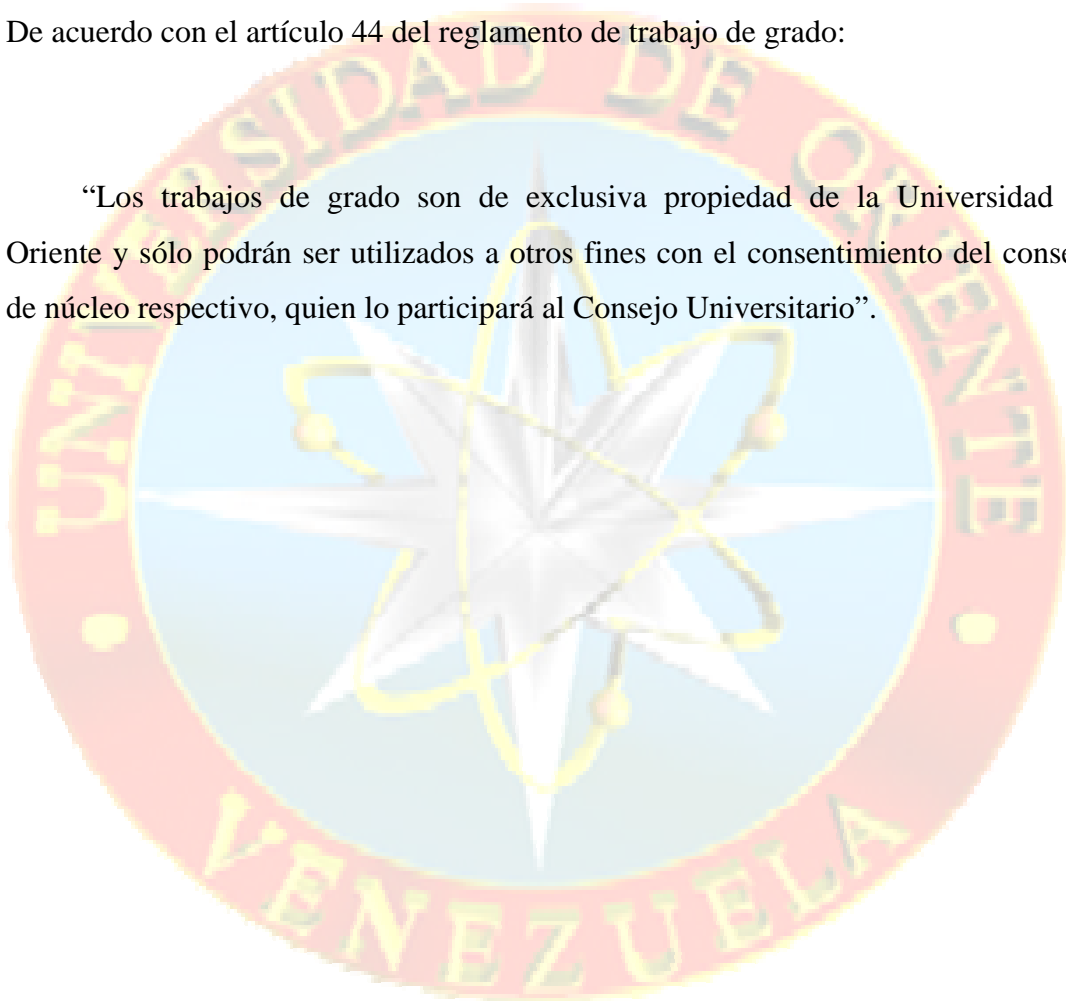 De acuerdo con el artículo 44 del reglamento de trabajo de grado:
“Los trabajos de grado son de exclusiva propiedad de la Universidad
Oriente y sólo podrán ser utilizados a otros fines con el consentimiento del conse
de núcleo respectivo, quien lo participará al Consejo Universitario”.
UNIVERSIDAD DE ORIENTE
VENEZUELA